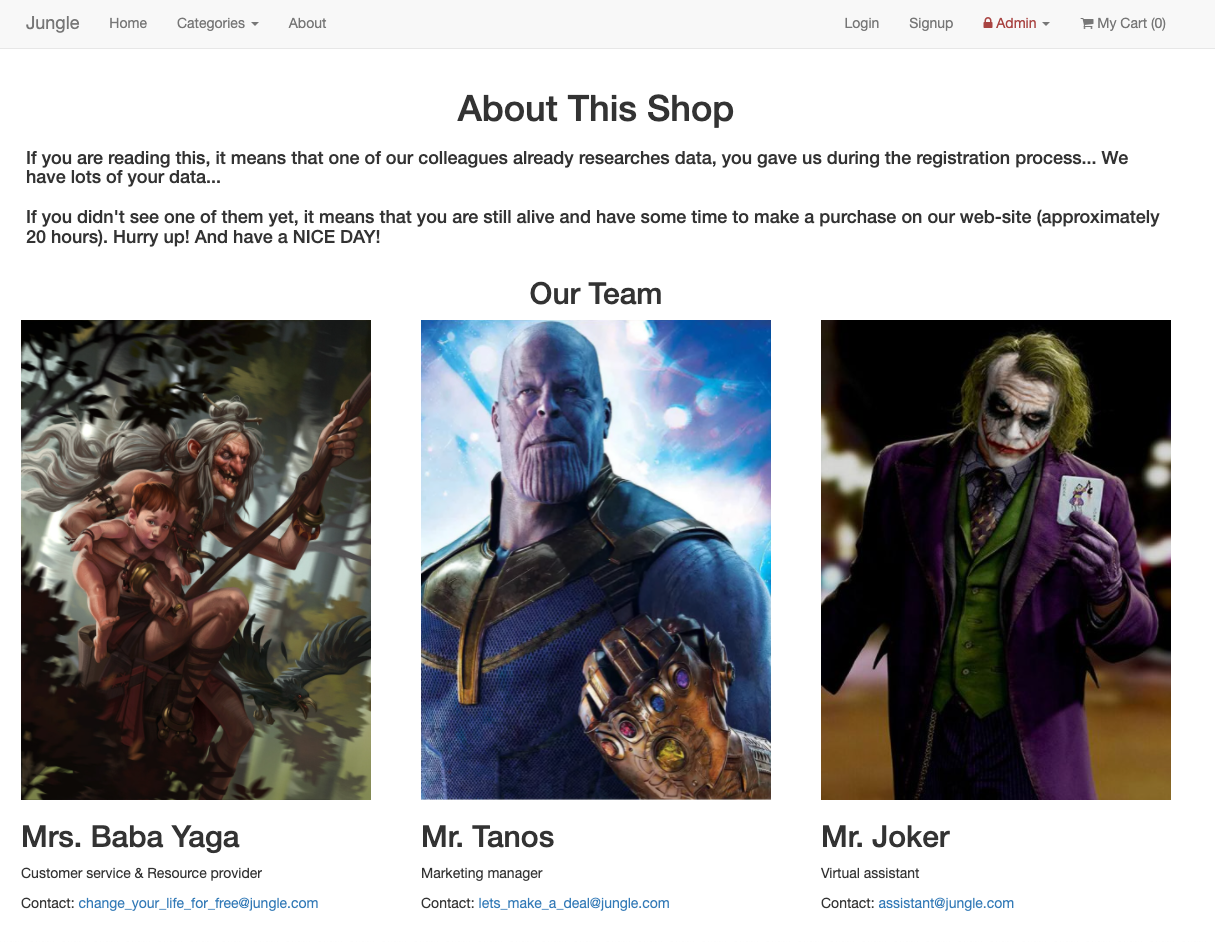 Jungle Home Categories About Login Signup Admin My Cart (0)
About This Shop
If you are reading this, it means that one of our colleagues already researches data, you gave us during the registration process... We
have lots of your data...
If you didn't see one of them yet, it means that you are still alive and have some time to make a purchase on our web-site (approximately
20 hours). Hurry up! And have a NICE DAY!
Our Team
Mrs. Baba Yaga
Customer service & Resource provider
Contact: change_your_life_for_free@jungle.com
Mr. Tanos
Marketing manager
Contact: lets_make_a_deal@jungle.com
Mr. Joker
Virtual assistant
Contact: assistant@jungle.com